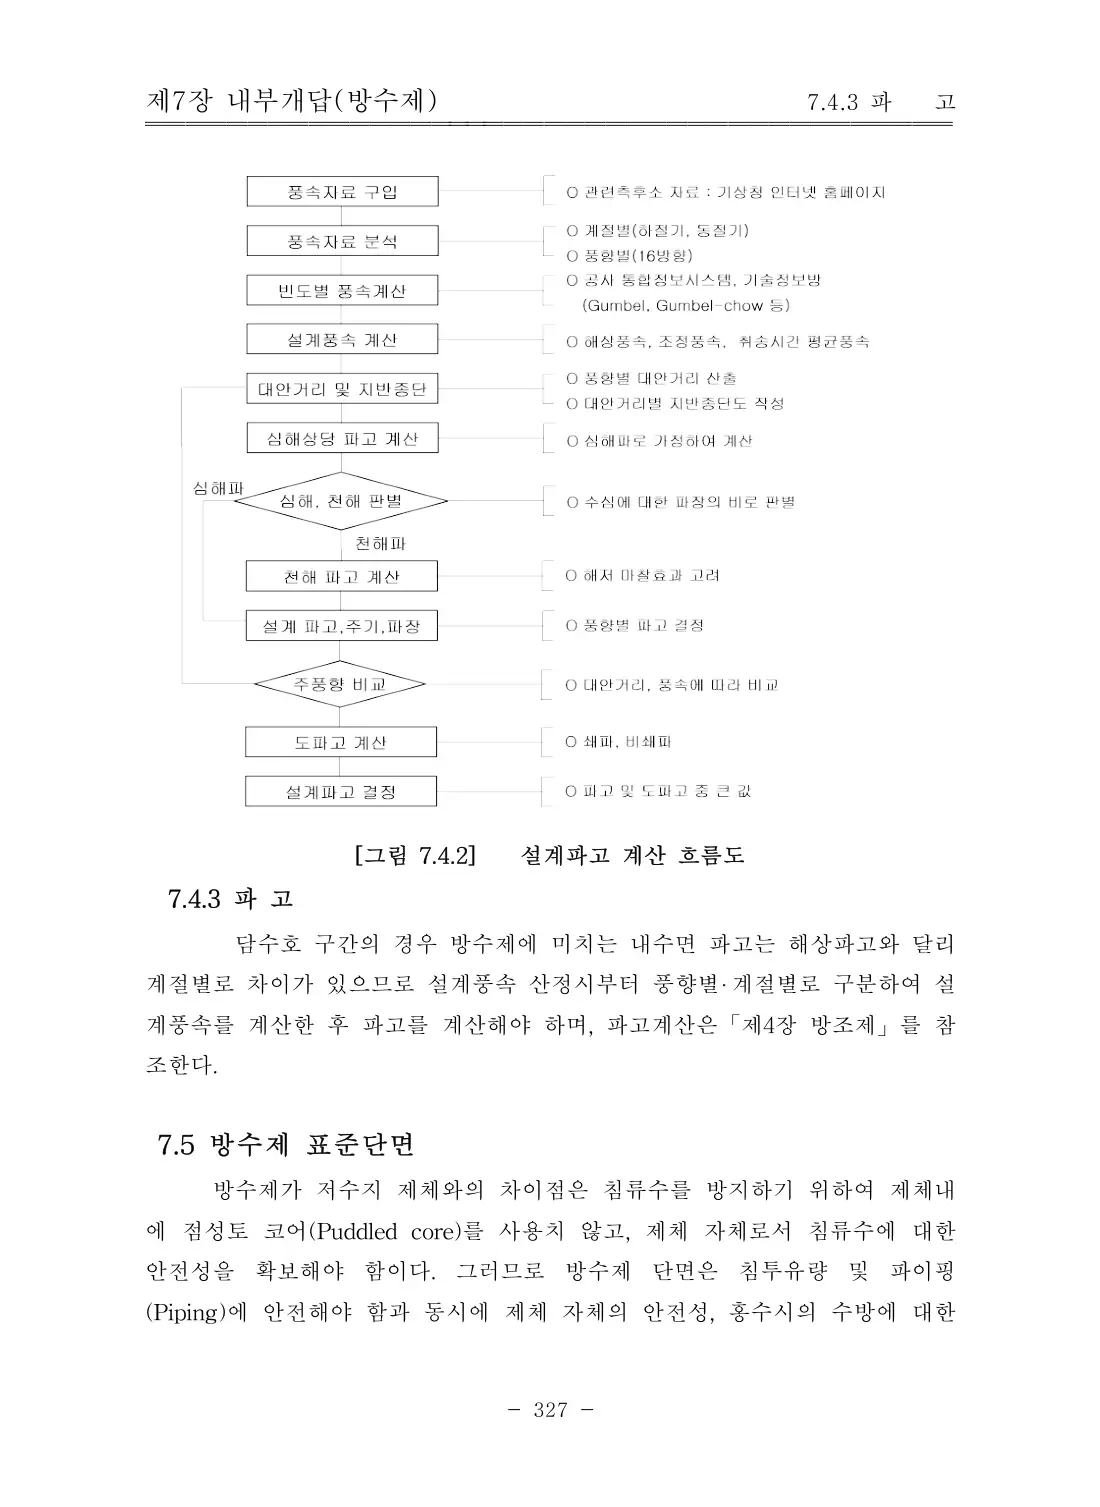 제7장 내부개답(방수제)
7.4.3 파 고
풍속자료 구입
O 관련측후소 자료 : 기상청 인터넷 홈페이지
풍속자료 분석
O 계절별(하절기, 동절기)
O 풍향별(16방향)
빈도별 풍속계산
O 공사 통합정보시스템, 기술정보방
(Gumbel, Gumbel-chow 등)
설계풍속 계산
O 해상풍속, 조정풍속, 취송시간 평균풍속
대안거리 및 지반종단
O 풍향별 대안거리 산출
O 대안거리별 지반종단도 작성
심해상당 파고 계산
O 심해파로 가정하여 계산
심해파
심해, 천해 판별
O 수심에 대한 파장의 비로 판별
천해파
천해 파고 계산
O 해저 마찰효과 고려
설계 파고,주기,파장
O 풍향별 파고 결정
주풍향 비교
O 대안거리, 풍속에 따라 비교
도파고 계산
O 쇄파, 비쇄파
설계파고 결정
O 파고 및 도파고 중 큰 값
[그림 7.4.2] 설계파고 계산 흐름도
7.4.3 파 고
담수호 구간의 경우 방수제에 미치는 내수면 파고는 해상파고와 달리
계절별로 차이가 있으므로 설계풍속 산정시부터 풍향별·계절별로 구분하여 설
계풍속를 계산한 후 파고를 계산해야 하며, 파고계산은「제4장 방조제」를 참
조한다.
7.5 방수제 표준단면
방수제가 저수지 제체와의 차이점은 침류수를 방지하기 위하여 제체내
에 점성토 코어(Puddled core)를 사용치 않고, 제체 자체로서 침류수에 대한
안전성을 확보해야 함이다. 그러므로 방수제 단면은 침투유량 및 파이핑
(Piping)에 안전해야 함과 동시에 제체 자체의 안전성, 홍수시의 수방에 대한
- 327 -